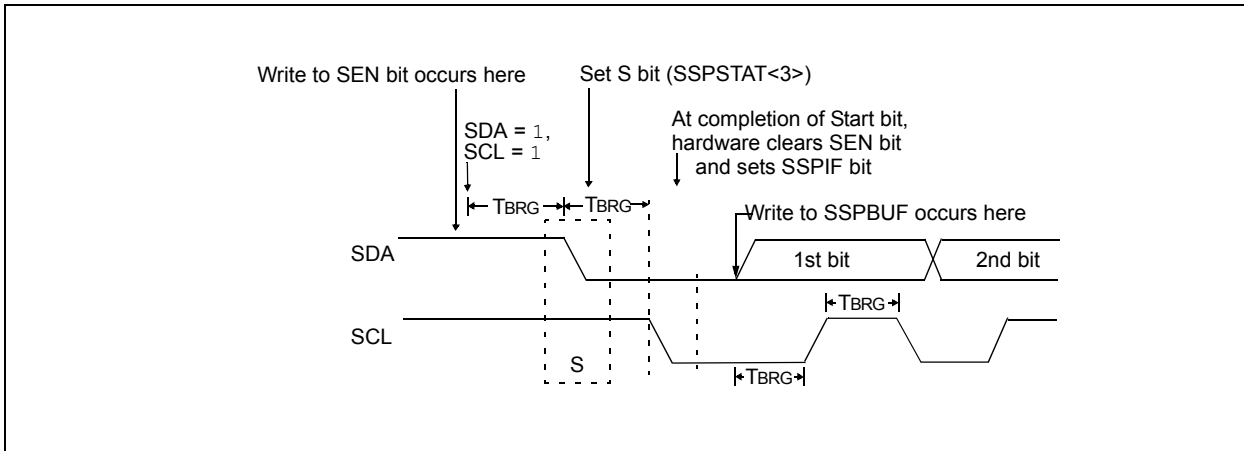 Write to SEN bit occurs here
Set S bit (SSPSTAT<3>)
SDA = 1,
SCL = 1
At completion of Start bit,
hardware clears SEN bit
and sets SSPIF bit
TBRG
TBRG
Write to SSPBUF occurs here
SDA
1st bit
2nd bit
TBRG
SCL
S
TBRG